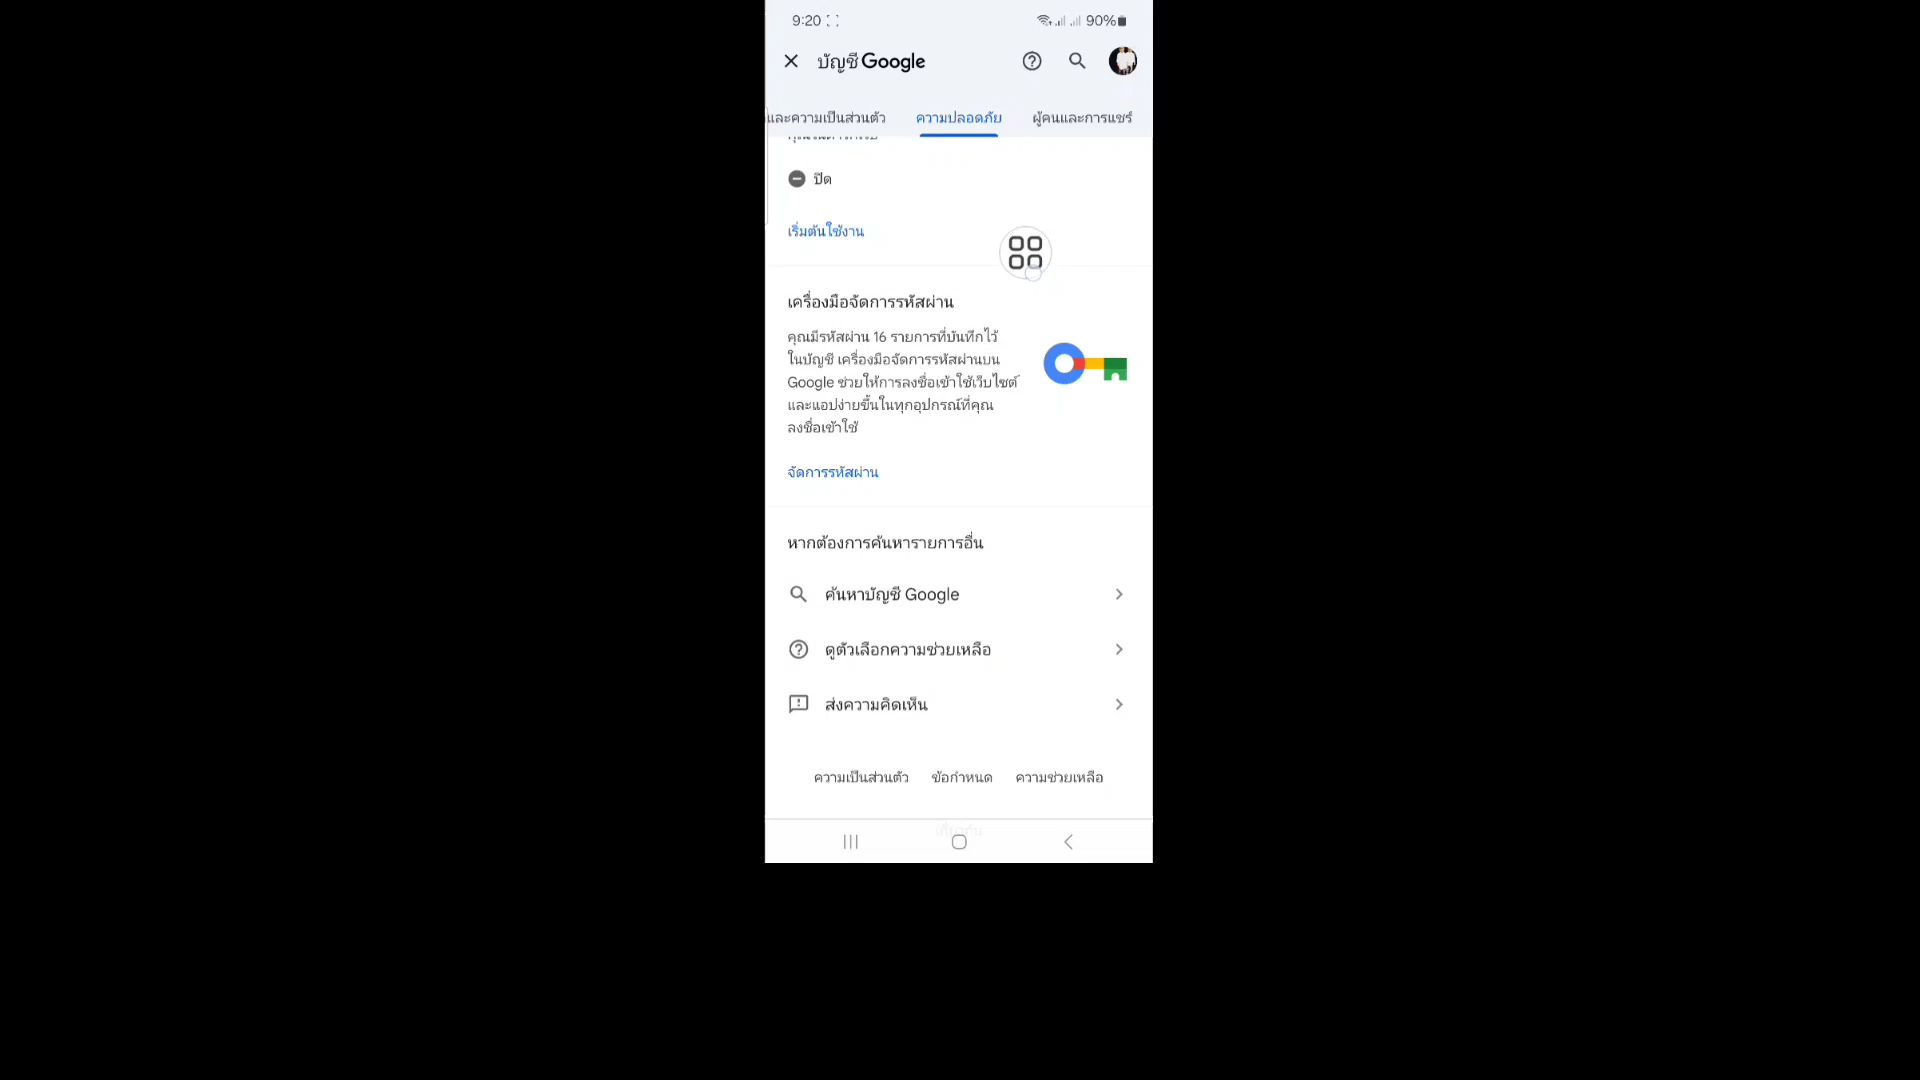 9:20
90%
บัญชี Google
และความเป็นส่วนตัว
ความปลอดภัย
ผู้คนและการแชร์
ปิด
เริ่มต้นใช้งาน
เครื่องมือจัดการรหัสผ่าน
คุณมีรหัสผ่าน 16 รายการที่บันทึกไว้
ในบัญชี เครื่องมือจัดการรหัสผ่านบน
Google ช่วยให้การลงชื่อเข้าใช้เว็บไซต์
และแอปง่ายขึ้นในทุกอุปกรณ์ที่คุณ
ลงชื่อเข้าใช้
จัดการรหัสผ่าน
หากต้องการค้นหารายการอื่น
ค้นหาบัญชี Google
ดูตัวเลือกความช่วยเหลือ
ส่งความคิดเห็น
ความเป็นส่วนตัว
ข้อกำหนด
ความช่วยเหลือ
เกี่ยวกับ